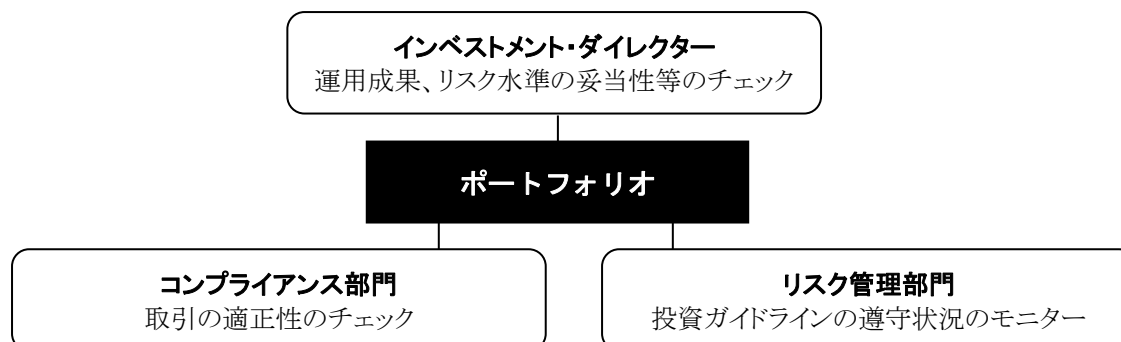 インベストメント・ダイレクター
運用成果、リスク水準の妥当性等のチェック
ポートフォリオ
コンプライアンス部門
取引の適正性のチェック
リスク管理部門
投資ガイドラインの遵守状況のモニター